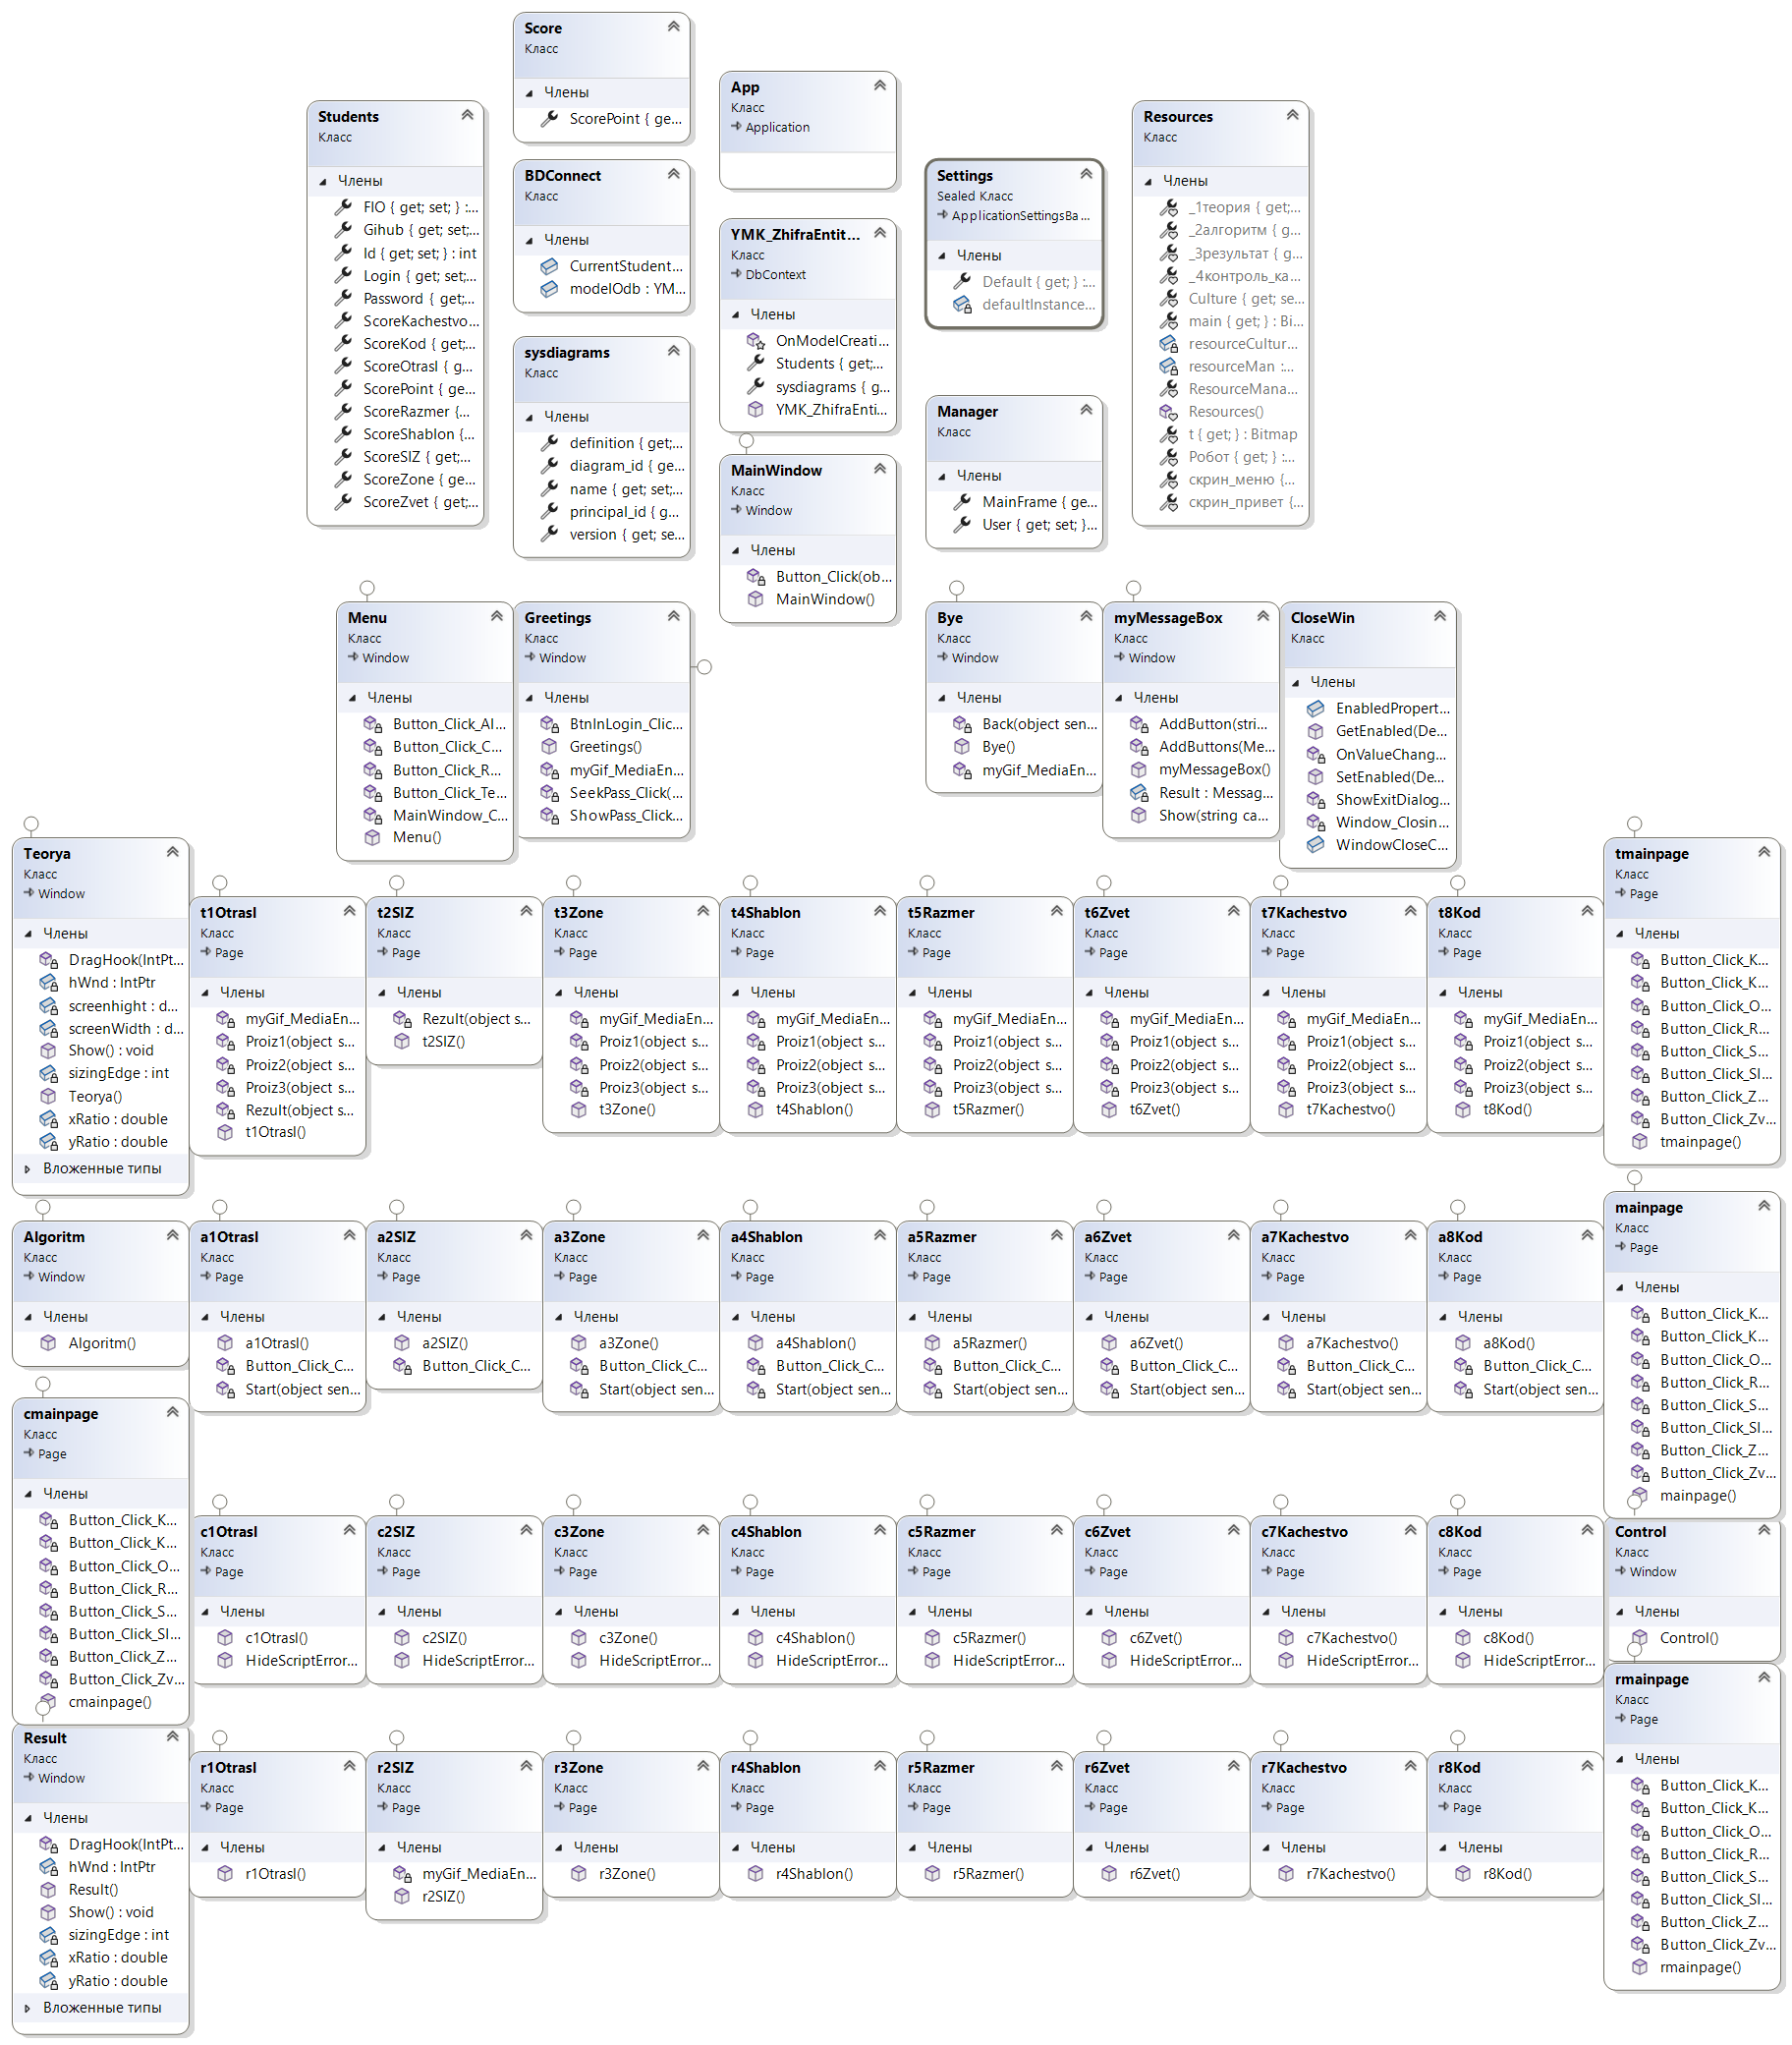 Score
Класс
Члены
ScorePoint { ge...
App
Класс
Application
Students
Класс
Члены
FIO { get; set; } :...
Gihub { get; set;...
Id { get; set; } : int
Login { get; set;...
Password { get;...
ScoreKachestvo...
ScoreKod { get;...
ScoreOtrasl { g...
ScorePoint { ge...
ScoreRazmer {...
ScoreShablon {...
ScoreSIZ { get;...
ScoreZone { ge...
ScoreZvet { get;...
BDConnect
Класс
Члены
CurrentStudent...
modelOdb : YM...
sysdiagrams
Класс
Члены
definition { get;...
diagram_id { ge...
name { get; set;...
principal_id { g...
version { get; se...
YMK_ZhifraEntit...
Класс
DbContext
Члены
OnModelCreati...
Students { get;...
sysdiagrams { g...
YMK_ZhifraEnti...
MainWindow
Класс
Window
Члены
Button_Click(ob...
MainWindow()
Settings
Sealed Класс
ApplicationSettingsBa...
Члены
Default { get; } :...
defaultInstance...
Manager
Класс
Члены
MainFrame { ge...
User { get; set; }...
Resources
Класс
Члены
_1теория { get;...
_2алгоритм { g...
_3результат { g...
_4контроль_ка...
Culture { get; se...
main { get; } : Bi...
resourceCultur...
resourceMan :...
ResourceMana...
Resources()
t { get; } : Bitmap
Робот { get; } :...
скрин_меню {...
скрин_привет {...
Menu
Класс
Window
Члены
Button_Click_Al...
Button_Click_C...
Button_Click_R...
Button_Click_Te...
MainWindow_C...
Menu()
Greetings
Класс
Window
Члены
BtnInLogin_Clic...
Greetings()
myGif_MediaEn...
SeekPass_Click(...
ShowPass_Click...
Bye
Класс
Window
Члены
Back(object sen...
Bye()
myGif_MediaEn...
myMessageBox
Класс
Window
Члены
AddButton(stri...
AddButtons(Me...
myMessageBox()
Result : Messag...
Show(string ca...
CloseWin
Класс
Члены
EnabledPropert...
GetEnabled(De...
OnValueChang...
SetEnabled(De...
ShowExitDialog...
Window_Closin...
WindowCloseC...
Teorya
Класс
Window
Члены
DragHook(IntPt...
hWnd : IntPtr
screenhight : d...
screenWidth : d...
Show() : void
sizingEdge : int
Teorya()
xRatio : double
yRatio : double
Вложенные типы
t1Otrasl
Класс
Page
Члены
myGif_MediaEn...
Proiz1(object s...
Proiz2(object s...
Proiz3(object s...
Rezult(object s...
t1Otrasl()
t2SIZ
Класс
Page
Члены
Rezult(object s...
t2SIZ()
t3Zone
Класс
Page
Члены
myGif_MediaEn...
Proiz1(object s...
Proiz2(object s...
Proiz3(object s...
t3Zone()
t4Shablon
Класс
Page
Члены
myGif_MediaEn...
Proiz1(object s...
Proiz2(object s...
Proiz3(object s...
t4Shablon()
t5Razmer
Класс
Page
Члены
myGif_MediaEn...
Proiz1(object s...
Proiz2(object s...
Proiz3(object s...
t5Razmer()
t6Zvet
Класс
Page
Члены
myGif_MediaEn...
Proiz1(object s...
Proiz2(object s...
Proiz3(object s...
t6Zvet()
t7Kachestvo
Класс
Page
Члены
myGif_MediaEn...
Proiz1(object s...
Proiz2(object s...
Proiz3(object s...
t7Kachestvo()
t8Kod
Класс
Page
Члены
myGif_MediaEn...
Proiz1(object s...
Proiz2(object s...
Proiz3(object s...
t8Kod()
tmainpage
Класс
Page
Члены
Button_Click_K...
Button_Click_K...
Button_Click_O...
Button_Click_R...
Button_Click_S...
Button_Click_SI...
Button_Click_Z...
Button_Click_Zv...
tmainpage()
Algoritm
Класс
Window
Члены
Algoritm()
a1Otrasl
Класс
Page
Члены
a1Otrasl()
Button_Click_C...
Start(object sen...
a2SIZ
Класс
Page
Члены
a2SIZ()
Button_Click_C...
a3Zone
Класс
Page
Члены
a3Zone()
Button_Click_C...
Start(object sen...
a4Shablon
Класс
Page
Члены
a4Shablon()
Button_Click_C...
Start(object sen...
a5Razmer
Класс
Page
Члены
a5Razmer()
Button_Click_C...
Start(object sen...
a6Zvet
Класс
Page
Члены
a6Zvet()
Button_Click_C...
Start(object sen...
a7Kachestvo
Класс
Page
Члены
a7Kachestvo()
Button_Click_C...
Start(object sen...
a8Kod
Класс
Page
Члены
a8Kod()
Button_Click_C...
Start(object sen...
mainpage
Класс
Page
Члены
Button_Click_K...
Button_Click_K...
Button_Click_O...
Button_Click_R...
Button_Click_S...
Button_Click_SI...
Button_Click_Z...
Button_Click_Zv...
mainpage()
cmainpage
Класс
Page
Члены
Button_Click_K...
Button_Click_K...
Button_Click_O...
Button_Click_R...
Button_Click_S...
Button_Click_SI...
Button_Click_Z...
Button_Click_Zv...
cmainpage()
c1Otrasl
Класс
Page
Члены
c1Otrasl()
HideScriptError...
c2SIZ
Класс
Page
Члены
c2SIZ()
HideScriptError...
c3Zone
Класс
Page
Члены
c3Zone()
HideScriptError...
c4Shablon
Класс
Page
Члены
c4Shablon()
HideScriptError...
c5Razmer
Класс
Page
Члены
c5Razmer()
HideScriptError...
c6Zvet
Класс
Page
Члены
c6Zvet()
HideScriptError...
c7Kachestvo
Класс
Page
Члены
c7Kachestvo()
HideScriptError...
c8Kod
Класс
Page
Члены
c8Kod()
HideScriptError...
Control
Класс
Window
Члены
Control()
Result
Класс
Window
Члены
DragHook(IntPt...
hWnd : IntPtr
Result()
Show() : void
sizingEdge : int
xRatio : double
yRatio : double
Вложенные типы
r1Otrasl
Класс
Page
Члены
r1Otrasl()
r2SIZ
Класс
Page
Члены
myGif_MediaEn...
r2SIZ()
r3Zone
Класс
Page
Члены
r3Zone()
r4Shablon
Класс
Page
Члены
r4Shablon()
r5Razmer
Класс
Page
Члены
r5Razmer()
r6Zvet
Класс
Page
Члены
r6Zvet()
r7Kachestvo
Класс
Page
Члены
r7Kachestvo()
r8Kod
Класс
Page
Члены
r8Kod()
rmainpage
Класс
Page
Члены
Button_Click_K...
Button_Click_K...
Button_Click_O...
Button_Click_R...
Button_Click_S...
Button_Click_SI...
Button_Click_Z...
Button_Click_Zv...
rmainpage()